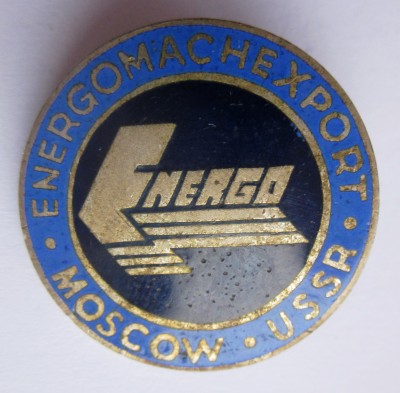 · ENERGOMACHEXPORT ·
ENERGO
MOSCOW · USSR